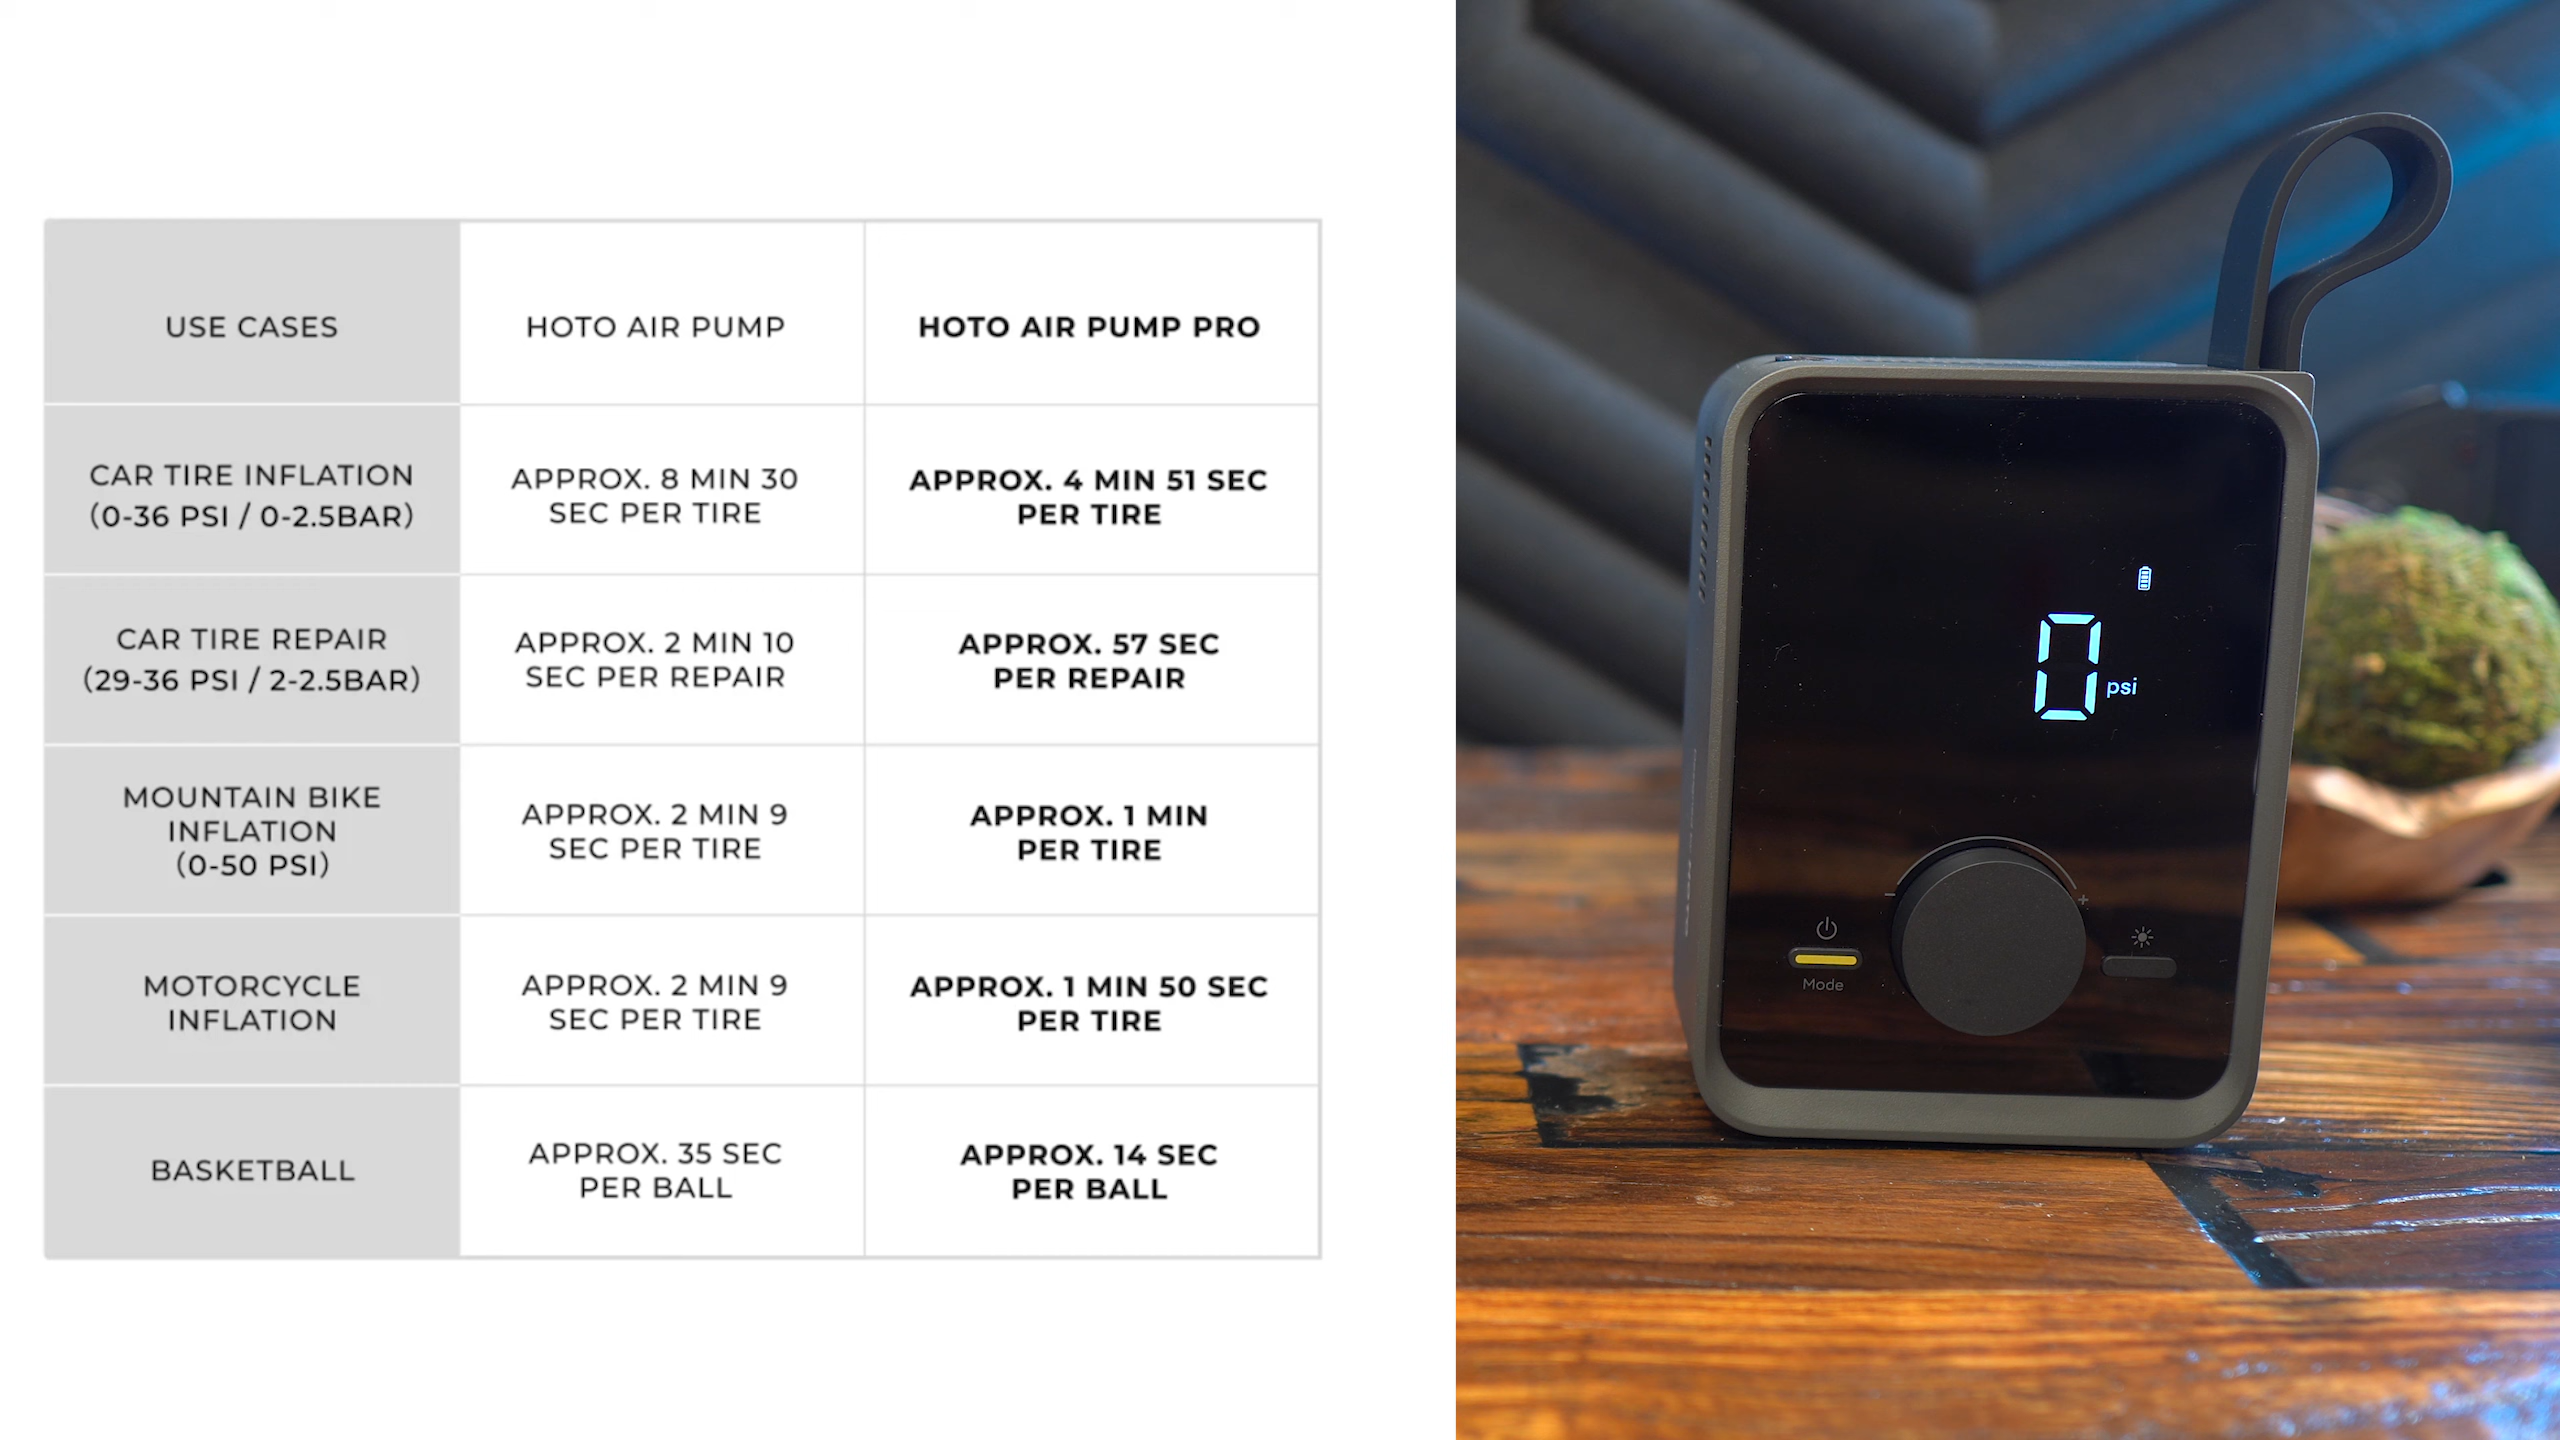 USE CASES
HOTO AIR PUMP
HOTO AIR PUMP PRO
CAR TIRE INFLATION
(0-36 PSI / 0-2.5BAR)
APPROX. 8 MIN 30
SEC PER TIRE
APPROX. 4 MIN 51 SEC
PER TIRE
CAR TIRE REPAIR
(29-36 PSI / 2-2.5BAR)
APPROX. 2 MIN 10
SEC PER REPAIR
APPROX. 57 SEC
PER REPAIR
MOUNTAIN BIKE
INFLATION
(0-50 PSI)
APPROX. 2 MIN 9
SEC PER TIRE
APPROX. 1 MIN
PER TIRE
MOTORCYCLE
INFLATION
APPROX. 2 MIN 9
SEC PER TIRE
APPROX. 1 MIN 50 SEC
PER TIRE
BASKETBALL
APPROX. 35 SEC
PER BALL
APPROX. 14 SEC
PER BALL
0 psi
- +
Mode